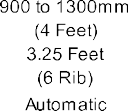 900 to 1300mm
(4 Feet)
3.25 Feet
(6 Rib)
Automatic